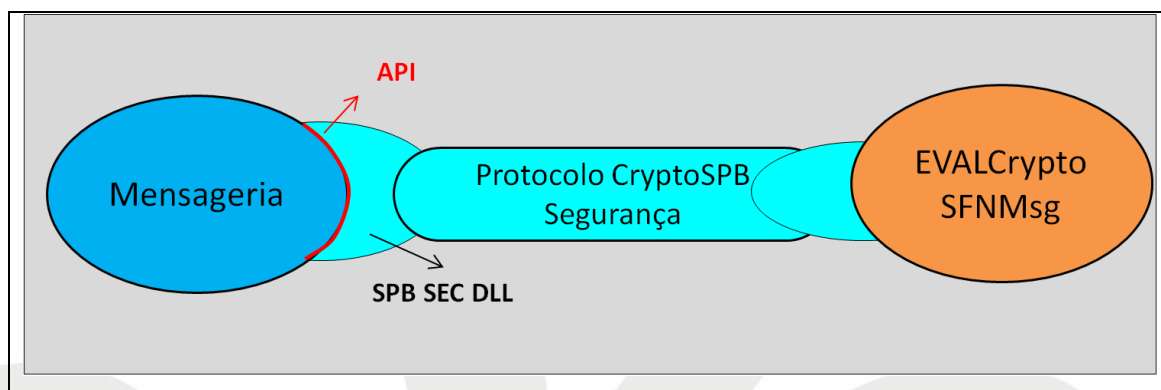 API
Mensageria
Protocolo CryptoSPB
Segurança
EVALCrypto
SFNMsg
SPB SEC DLL